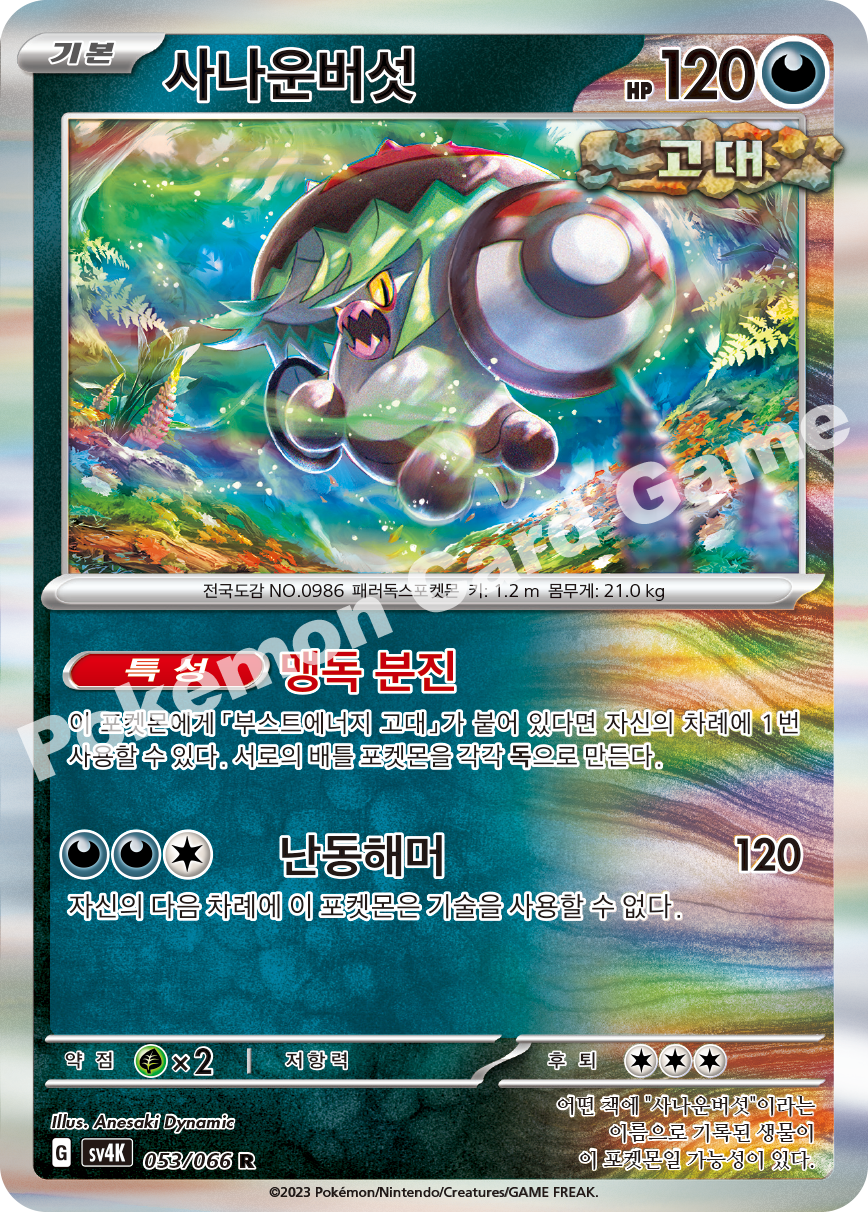 기본
사나운버섯
HP 120
고대
전국도감 NO.0986 패러독스포켓몬 키: 1.2 m 몸무게: 21.0 kg
특성 맹독 분진
이 포켓몬에게 「부스트에너지 고대」가 붙어 있다면 자신의 차례에 1번
사용할 수 있다. 서로의 배틀 포켓몬을 각각 독으로 만든다.
난동해머 120
자신의 다음 차례에 이 포켓몬은 기술을 사용할 수 없다.
약점 ×2 저항력 후퇴
어떤 책에 "사나운버섯"이라는
이름으로 기록된 생물이
이 포켓몬일 가능성이 있다.
Illus. Anesaki Dynamic
G sv4K 053/066 R
©2023 Pokémon/Nintendo/Creatures/GAME FREAK.
Pokémon Card Game